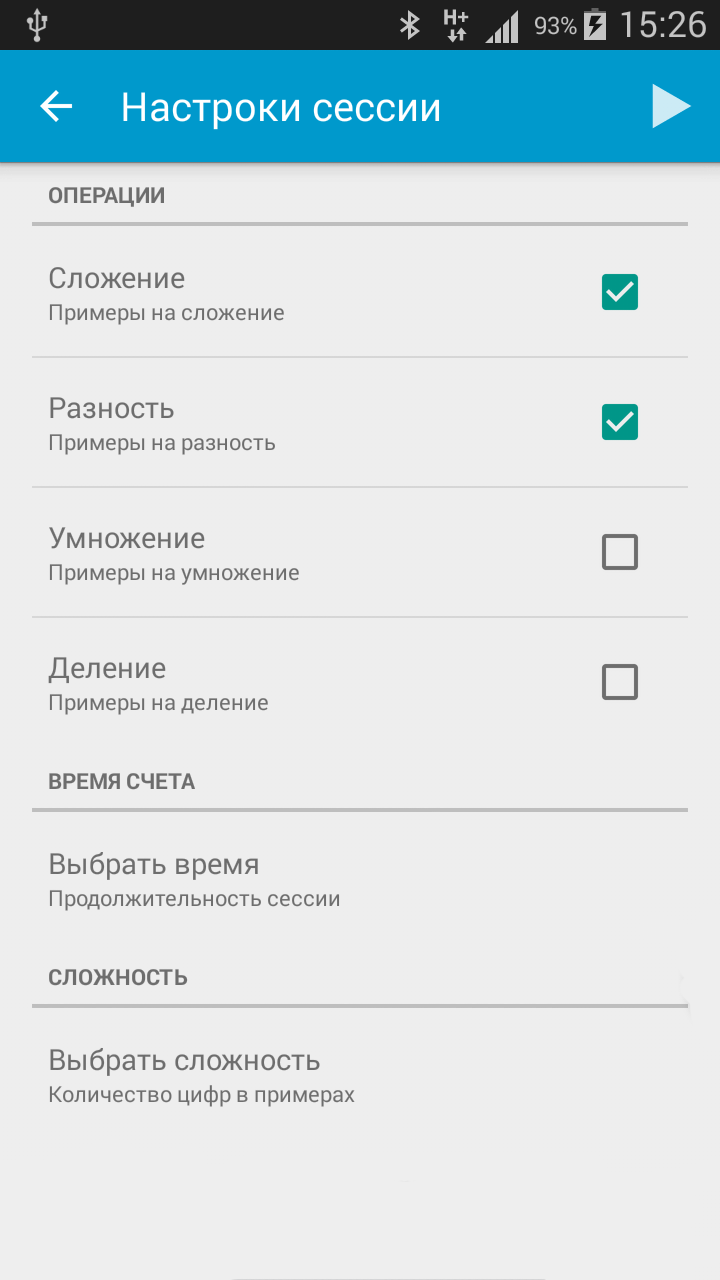 H+ 93% 15:26
Настроки сессии
ОПЕРАЦИИ
Сложение
Примеры на сложение
Разность
Примеры на разность
Умножение
Примеры на умножение
Деление
Примеры на деление
ВРЕМЯ СЧЕТА
Выбрать время
Продолжительность сессии
СЛОЖНОСТЬ
Выбрать сложность
Количество цифр в примерах